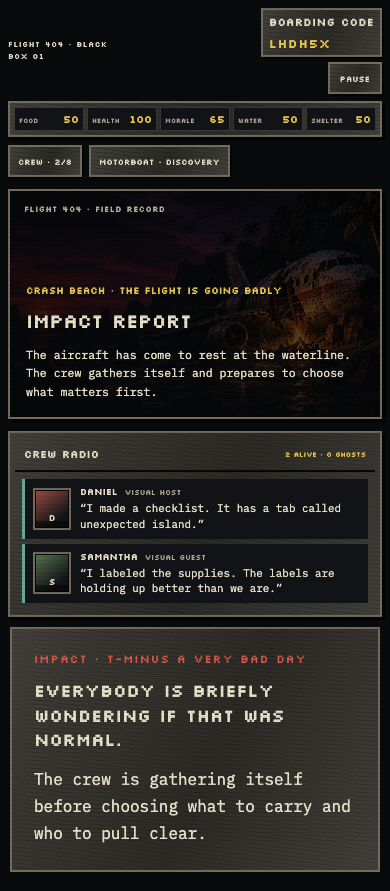 FLIGHT 404 · BLACK
BOX 01
BOARDING CODE
LHDH5X
PAUSE
FOOD 50 HEALTH 100 MORALE 65 WATER 50 SHELTER 50
CREW · 2/8 MOTORBOAT · DISCOVERY
FLIGHT 404 · FIELD RECORD
CRASH BEACH · THE FLIGHT IS GOING BADLY
IMPACT REPORT
The aircraft has come to rest at the waterline.
The crew gathers itself and prepares to choose
what matters first.
CREW RADIO 2 ALIVE · 0 GHOSTS
DANIEL VISUAL HOST
D
“I made a checklist. It has a tab called
unexpected island.”
SAMANTHA VISUAL GUEST
S
“I labeled the supplies. The labels are
holding up better than we are.”
IMPACT · T-MINUS A VERY BAD DAY
EVERYBODY IS BRIEFLY
WONDERING IF THAT WAS
NORMAL.
The crew is gathering itself
before choosing what to carry and
who to pull clear.